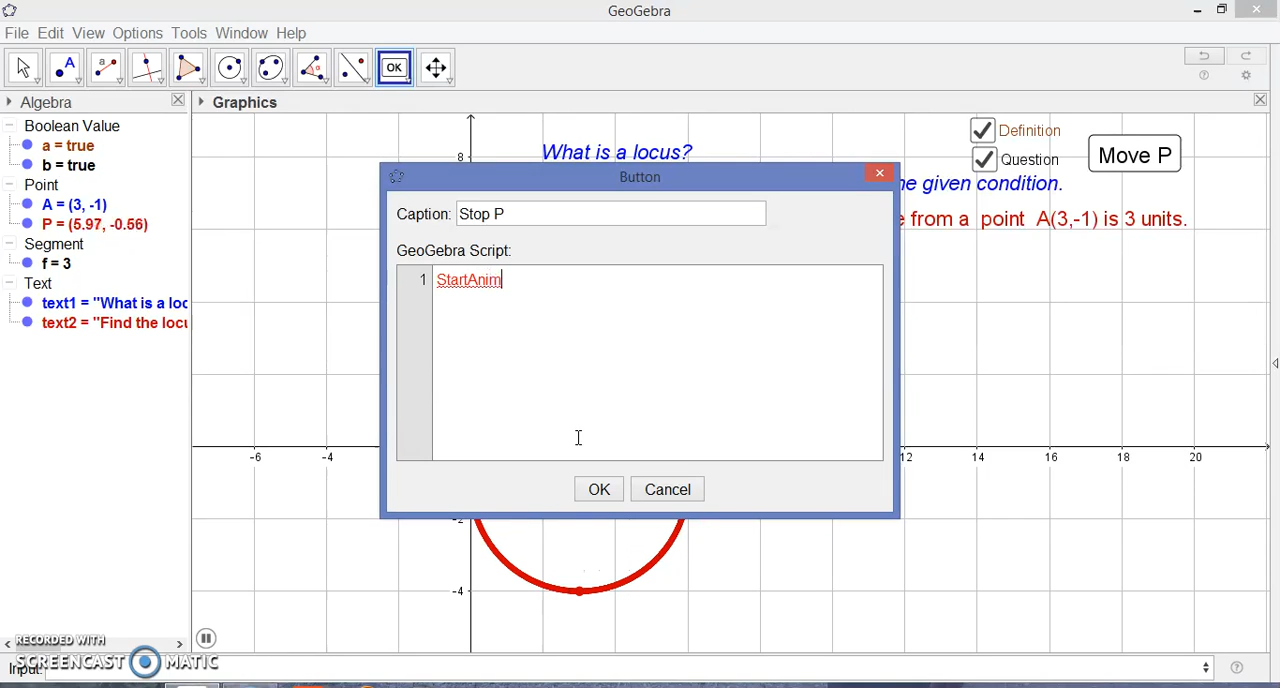 GeoGebra
File Edit View Options Tools Window Help
A
a
OK
Algebra
Graphics
Boolean Value
a = true
b = true
Point
A = (3, -1)
P = (5.97, -0.56)
Segment
f = 3
Text
text1 = "What is a loc
text2 = "Find the locu
What is a locus?
Definition
Question
Move P
he given condition.
e from a point A(3,-1) is 3 units.
Button
Caption: Stop P
GeoGebra Script:
1 StartAnim
OK Cancel
8
-6 -4 12 14 16 18 20
-2
-4
RECORDED WITH
SCREENCAST MATIC
Input: